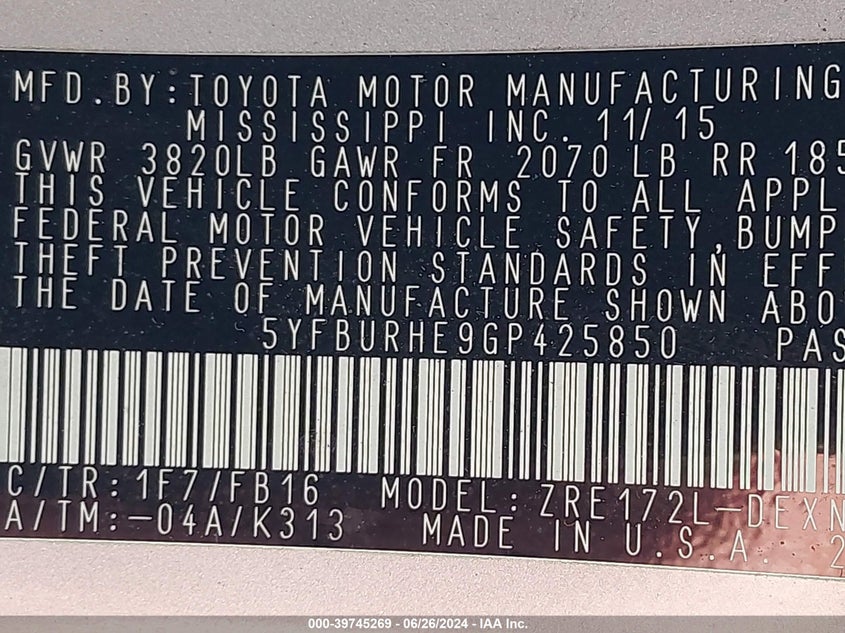 MFD.BY:TOYOTA MOTOR MANUFACTURING
MISSISSIPPI INC. 11/15
GVWR 3820LB GAWR FR 2070 LB RR 185
THIS VEHICLE CONFORMS TO ALL APPL
FEDERAL MOTOR VEHICLE SAFETY,BUMP
THEFT PREVENTION STANDARDS IN EFF
THE DATE OF MANUFACTURE SHOWN ABO
5YFBURHE9GP425850 PAS
C/TR:1F7/FB16 MODEL:ZRE172L-DEXN
A/TM:-04A/K313 MADE IN U.S.A. 2
000-39745269 - 06/26/2024 - IAA Inc.